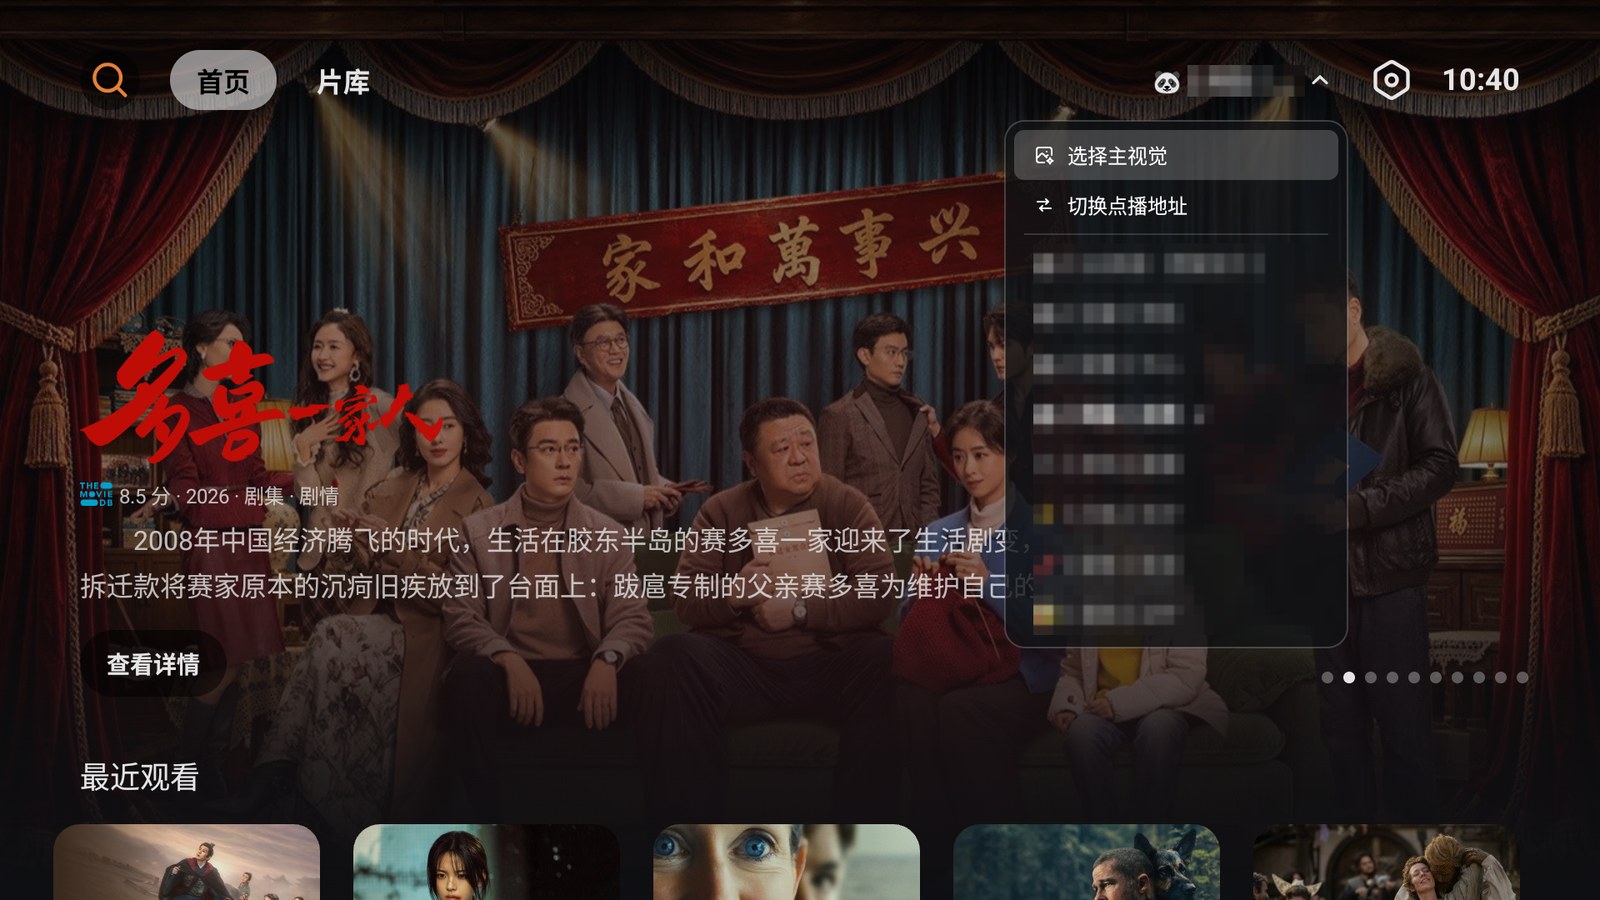 首页
片库
10:40
选择主视觉
切换点播地址
家和萬事兴
多喜一家人
THE MOVIE DB 8.5 分 · 2026 · 剧集 · 剧情
2008年中国经济腾飞的时代，生活在胶东半岛的赛多喜一家迎来了生活剧变，
拆迁款将赛家原本的沉疴旧疾放到了台面上：跋扈专制的父亲赛多喜为维护自己的
福
查看详情
最近观看